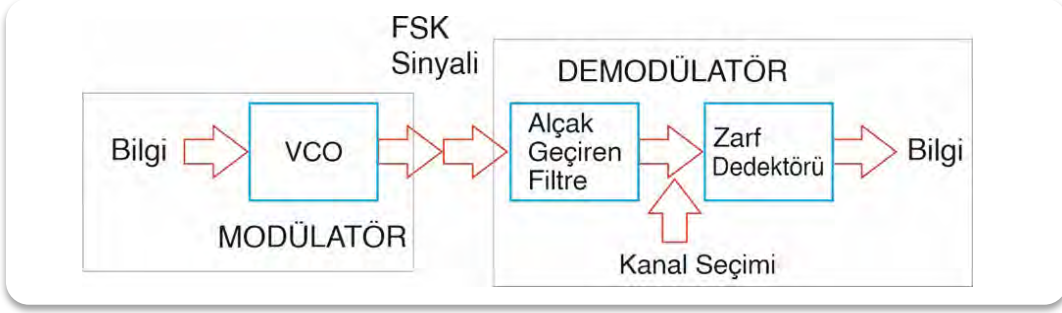 FSK
Sinyali
DEMODÜLATÖR
Bilgi
VCO
Alçak
Geçiren
Filtre
Zarf
Dedektörü
Bilgi
MODÜLATÖR
Kanal Seçimi